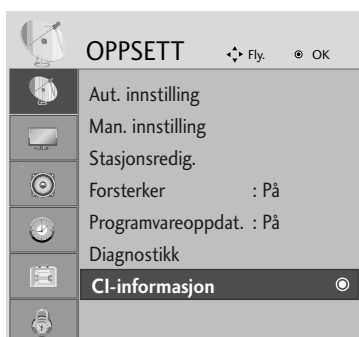 OPPSETT Fly. OK
Aut. innstilling
Man. innstilling
Stasjonsredig.
Forsterker : På
Programvareoppdat. : På
Diagnostikk
CI-informasjon